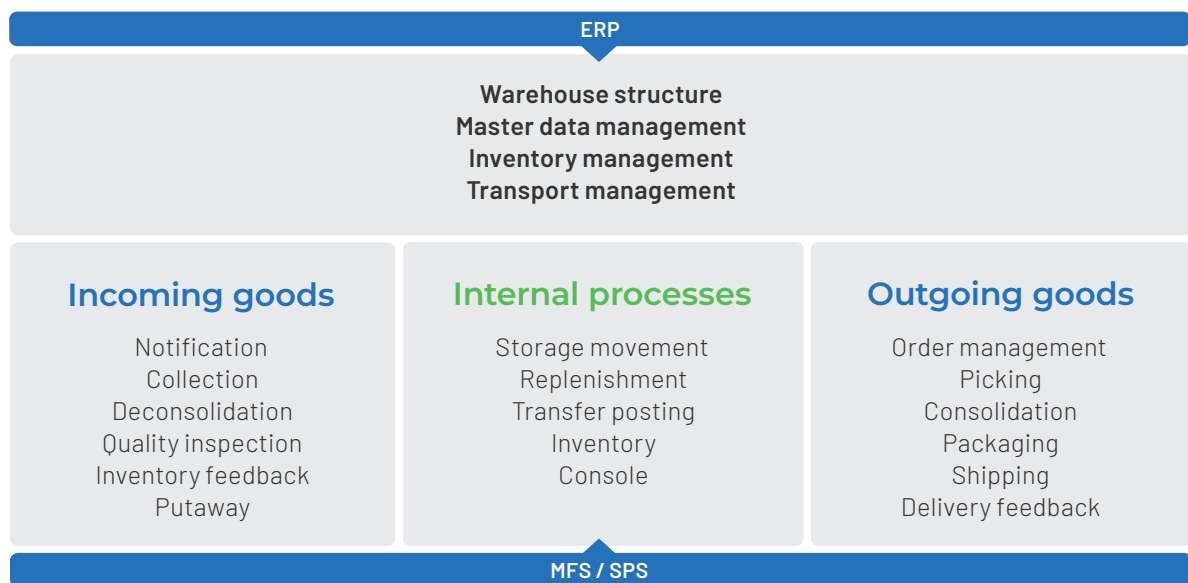 ERP
Warehouse structure
Master data management
Inventory management
Transport management
Incoming goods
Notification
Collection
Deconsolidation
Quality inspection
Inventory feedback
Putaway
Internal processes
Storage movement
Replenishment
Transfer posting
Inventory
Console
Outgoing goods
Order management
Picking
Consolidation
Packaging
Shipping
Delivery feedback
MFS / SPS